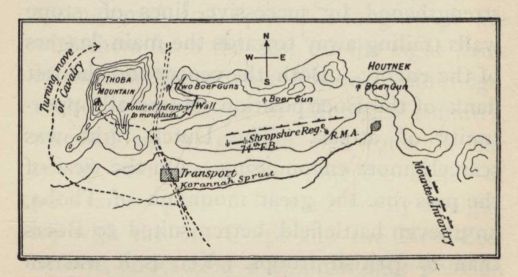 Turning move
of Cavalry
THOBA
MOUNTAIN
Two Boer Guns
Wall
Route of Infantry
to mountain
N
W E
S
Boer Gun
HOUTNEK
Boer Gun
Shropshire Reg.
74th F.B.
R.M.A.
Transport
Korannah Spruit
Mounted Infantry